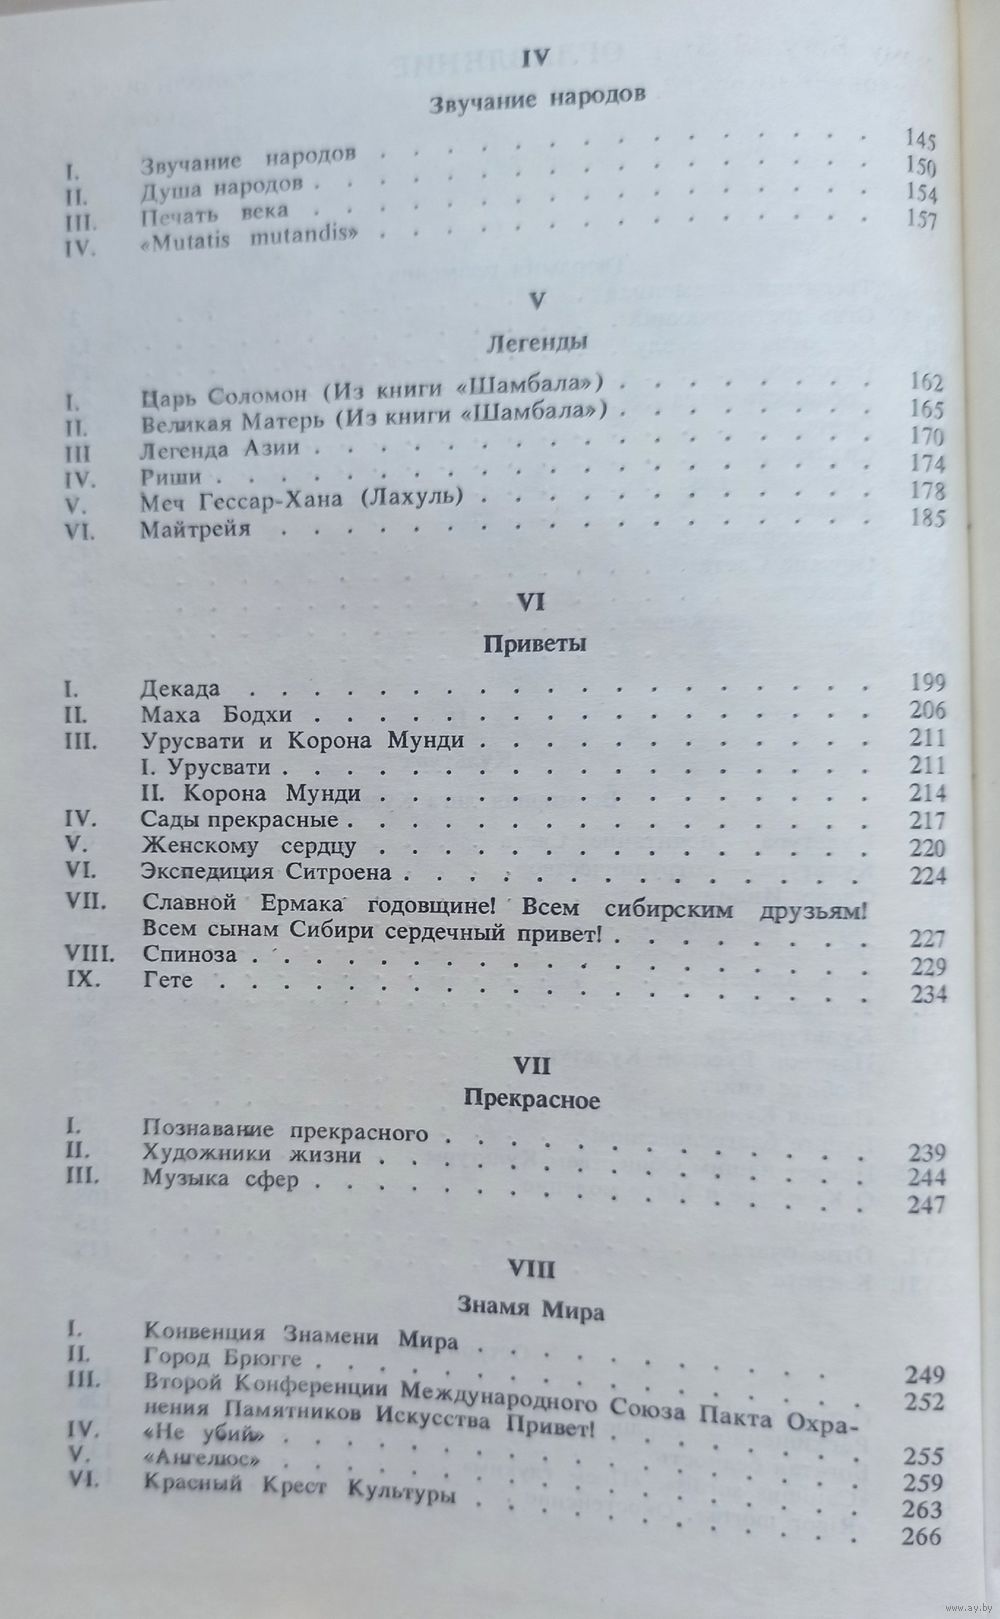 IV
Звучание народов
I. Звучание народов . . . . . . . . . . . . . . . 145
II. Душа народов . . . . . . . . . . . . . . . . . 150
III. Печать века . . . . . . . . . . . . . . . . . 154
IV. «Mutatis mutandis» . . . . . . . . . . . . . . . 157
V
Легенды
I. Царь Соломон (Из книги «Шамбала») . . . . . . . . 162
II. Великая Матерь (Из книги «Шамбала») . . . . . . . . 165
III Легенда Азии . . . . . . . . . . . . . . . . . 170
IV. Риши . . . . . . . . . . . . . . . . . . . . 174
V. Меч Гессар-Хана (Лахуль) . . . . . . . . . . . . 178
VI. Майтрейя . . . . . . . . . . . . . . . . . . 185
VI
Приветы
I. Декада . . . . . . . . . . . . . . . . . . . 199
II. Маха Бодхи . . . . . . . . . . . . . . . . . 206
III. Урусвати и Корона Мунди . . . . . . . . . . . . 211
I. Урусвати . . . . . . . . . . . . . . . . . . 211
II. Корона Мунди . . . . . . . . . . . . . . . 214
IV. Сады прекрасные . . . . . . . . . . . . . . . . 217
V. Женскому сердцу . . . . . . . . . . . . . . . 220
VI. Экспедиция Ситроена . . . . . . . . . . . . . . 224
VII. Славной Ермака годовщине! Всем сибирским друзьям!
Всем сынам Сибири сердечный привет! . . . . . . . . 227
VIII. Спиноза . . . . . . . . . . . . . . . . . . . 229
IX. Гете . . . . . . . . . . . . . . . . . . . . 234
VII
Прекрасное
I. Познавание прекрасного . . . . . . . . . . . . . 239
II. Художники жизни . . . . . . . . . . . . . . . 244
III. Музыка сфер . . . . . . . . . . . . . . . . . 247
VIII
Знамя Мира
I. Конвенция Знамени Мира . . . . . . . . . . . 249
II. Город Брюгге . . . . . . . . . . . . . . . . . 252
III. Второй Конференции Международного Союза Пакта Охра-
нения Памятников Искусства Привет! . . . . . . . . 255
IV. «Не убий» . . . . . . . . . . . . . . . . . . 259
V. «Ангелюс» . . . . . . . . . . . . . . . . . . 263
VI. Красный Крест Культуры . . . . . . . . . . . . 266
www.ay.by